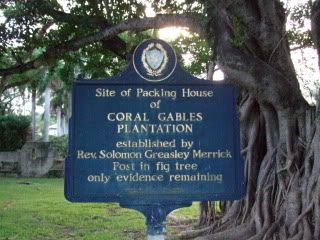 Site of Packing House
of
CORAL GABLES
PLANTATION
established by
Rev. Solomon Greasley Merrick
Post in fig tree
only evidence remaining